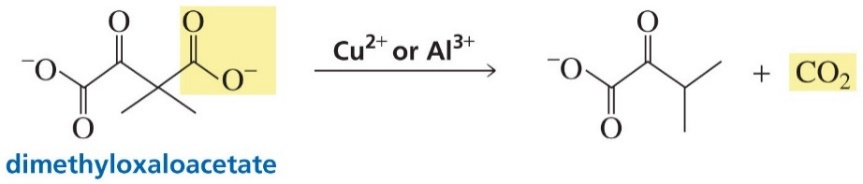 O O
⁻O O⁻
O
Cu²⁺ or Al³⁺
O
⁻O
O
+ CO₂
dimethyloxaloacetate